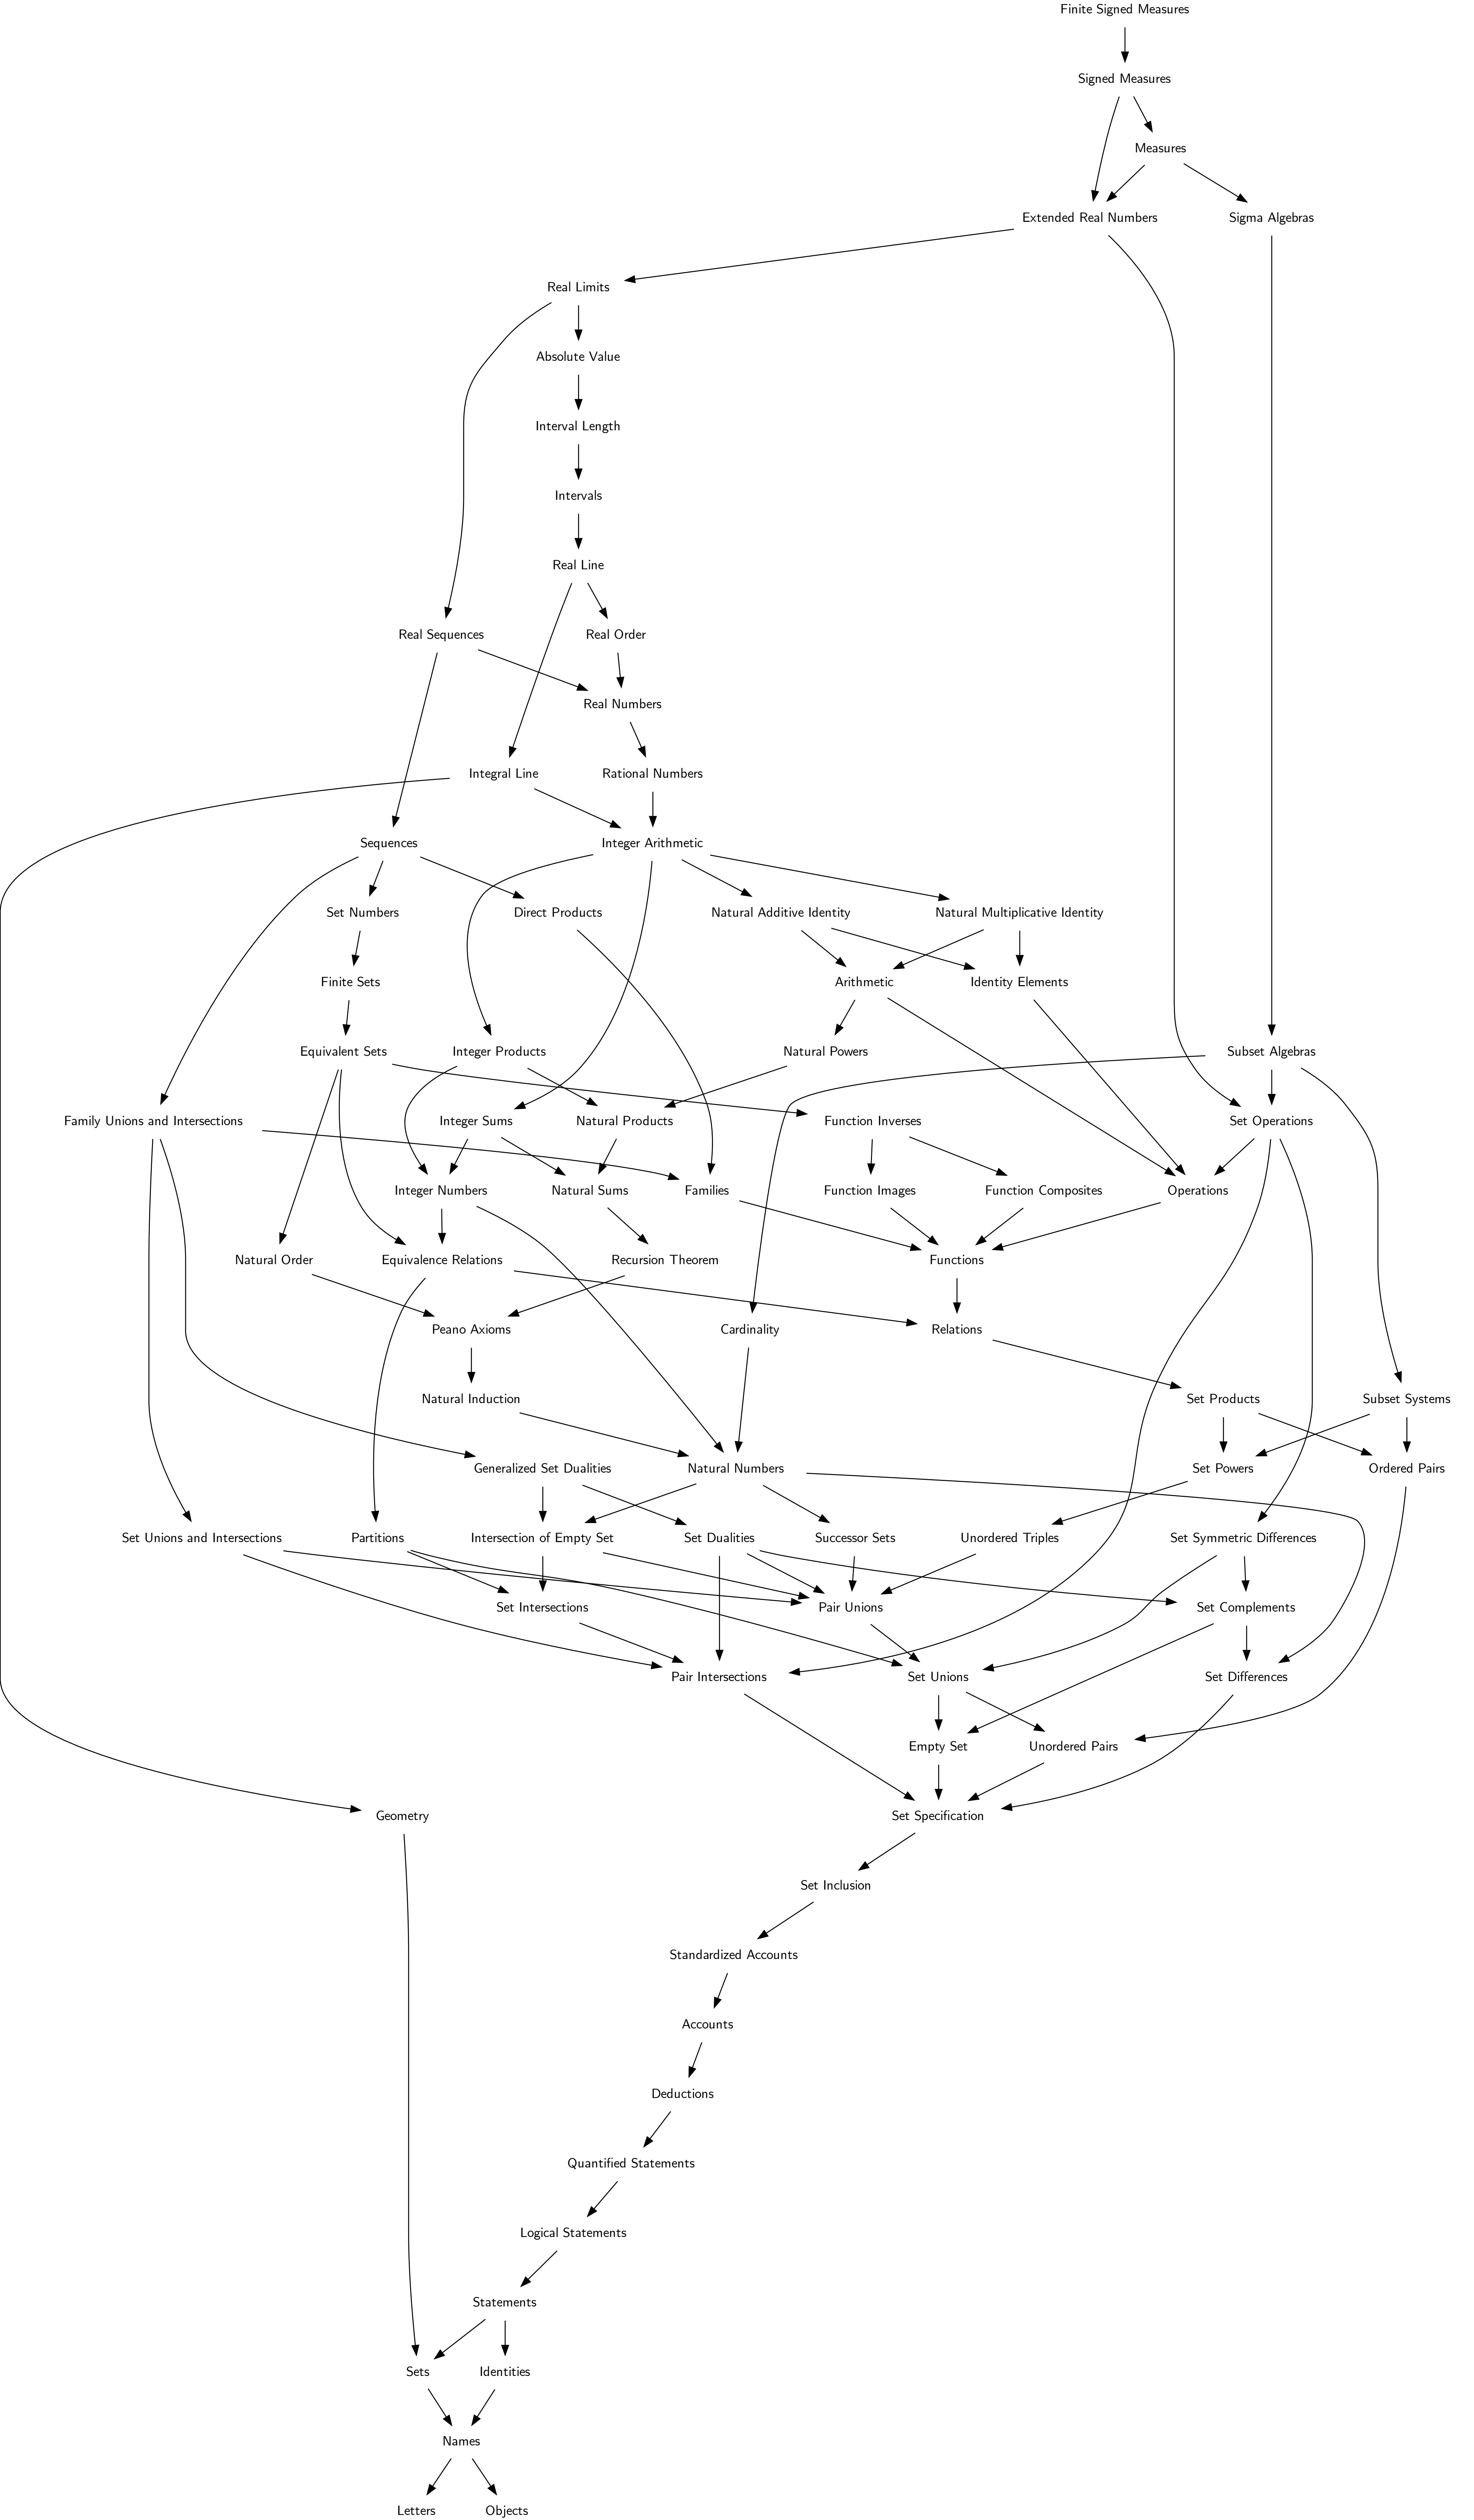 Finite Signed Measures
Signed Measures
Measures
Extended Real Numbers
Sigma Algebras
Real Limits
Absolute Value
Interval Length
Intervals
Real Line
Real Sequences
Real Order
Real Numbers
Integral Line
Rational Numbers
Sequences
Integer Arithmetic
Set Numbers
Direct Products
Natural Additive Identity
Natural Multiplicative Identity
Finite Sets
Arithmetic
Identity Elements
Equivalent Sets
Integer Products
Natural Powers
Subset Algebras
Family Unions and Intersections
Integer Sums
Natural Products
Function Inverses
Set Operations
Integer Numbers
Natural Sums
Families
Function Images
Function Composites
Operations
Natural Order
Equivalence Relations
Recursion Theorem
Functions
Peano Axioms
Cardinality
Relations
Natural Induction
Set Products
Subset Systems
Generalized Set Dualities
Natural Numbers
Set Powers
Ordered Pairs
Set Unions and Intersections
Partitions
Intersection of Empty Set
Set Dualities
Successor Sets
Unordered Triples
Set Symmetric Differences
Set Intersections
Pair Unions
Set Complements
Pair Intersections
Set Unions
Set Differences
Empty Set
Unordered Pairs
Geometry
Set Specification
Set Inclusion
Standardized Accounts
Accounts
Deductions
Quantified Statements
Logical Statements
Statements
Sets
Identities
Names
Letters
Objects